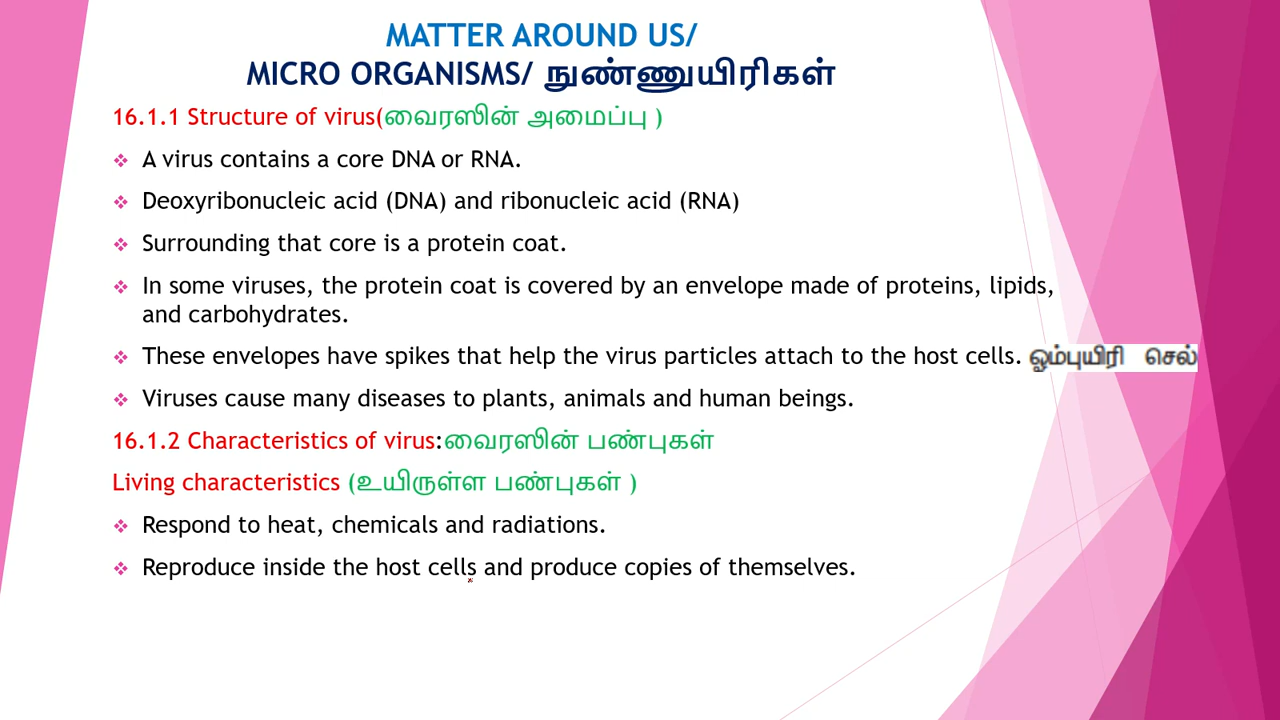 MATTER AROUND US/
MICRO ORGANISMS/ நுண்ணுயிரிகள்
16.1.1 Structure of virus(வைரஸின் அமைப்பு )
❖ A virus contains a core DNA or RNA.
❖ Deoxyribonucleic acid (DNA) and ribonucleic acid (RNA)
❖ Surrounding that core is a protein coat.
❖ In some viruses, the protein coat is covered by an envelope made of proteins, lipids,
and carbohydrates.
❖ These envelopes have spikes that help the virus particles attach to the host cells. ஓம்புயிரி செல்
❖ Viruses cause many diseases to plants, animals and human beings.
16.1.2 Characteristics of virus:வைரஸின் பண்புகள்
Living characteristics (உயிருள்ள பண்புகள் )
❖ Respond to heat, chemicals and radiations.
❖ Reproduce inside the host cells and produce copies of themselves.